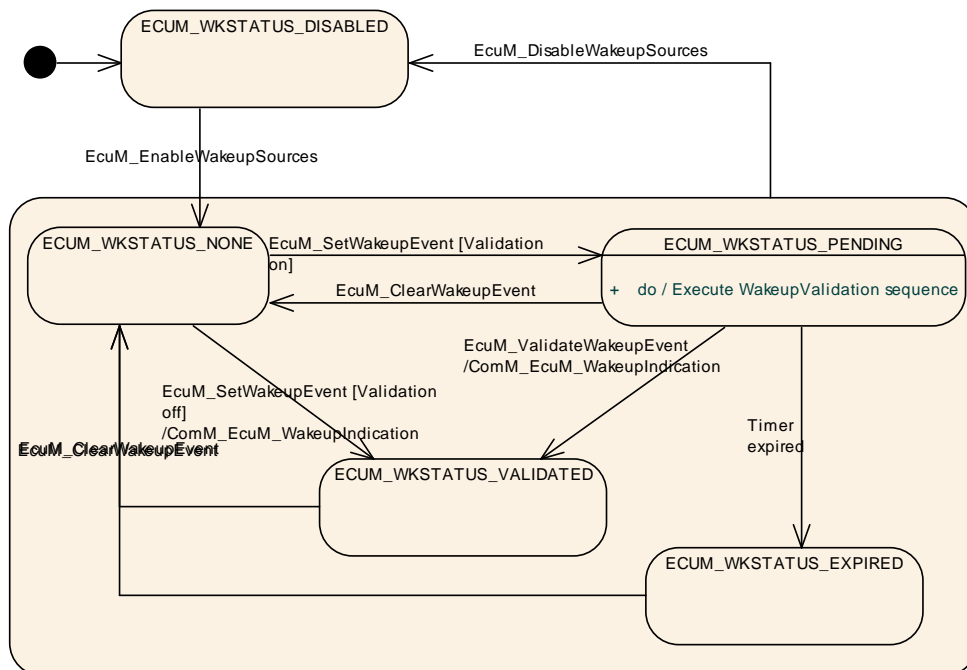 ECUM_WKSTATUS_DISABLED
EcuM_DisableWakeupSources
EcuM_EnableWakeupSources
ECUM_WKSTATUS_NONE
EcuM_SetWakeupEvent [Validation
on]
ECUM_WKSTATUS_PENDING
+ do / Execute WakeupValidation sequence
EcuM_ClearWakeupEvent
EcuM_ValidateWakeupEvent
/ComM_EcuM_WakeupIndication
EcuM_SetWakeupEvent [Validation
off]
/ComM_EcuM_WakeupIndication
Timer
expired
EcuM_ClearWakeupEvent
EcuM_ClearWakeupEvent
ECUM_WKSTATUS_VALIDATED
ECUM_WKSTATUS_EXPIRED